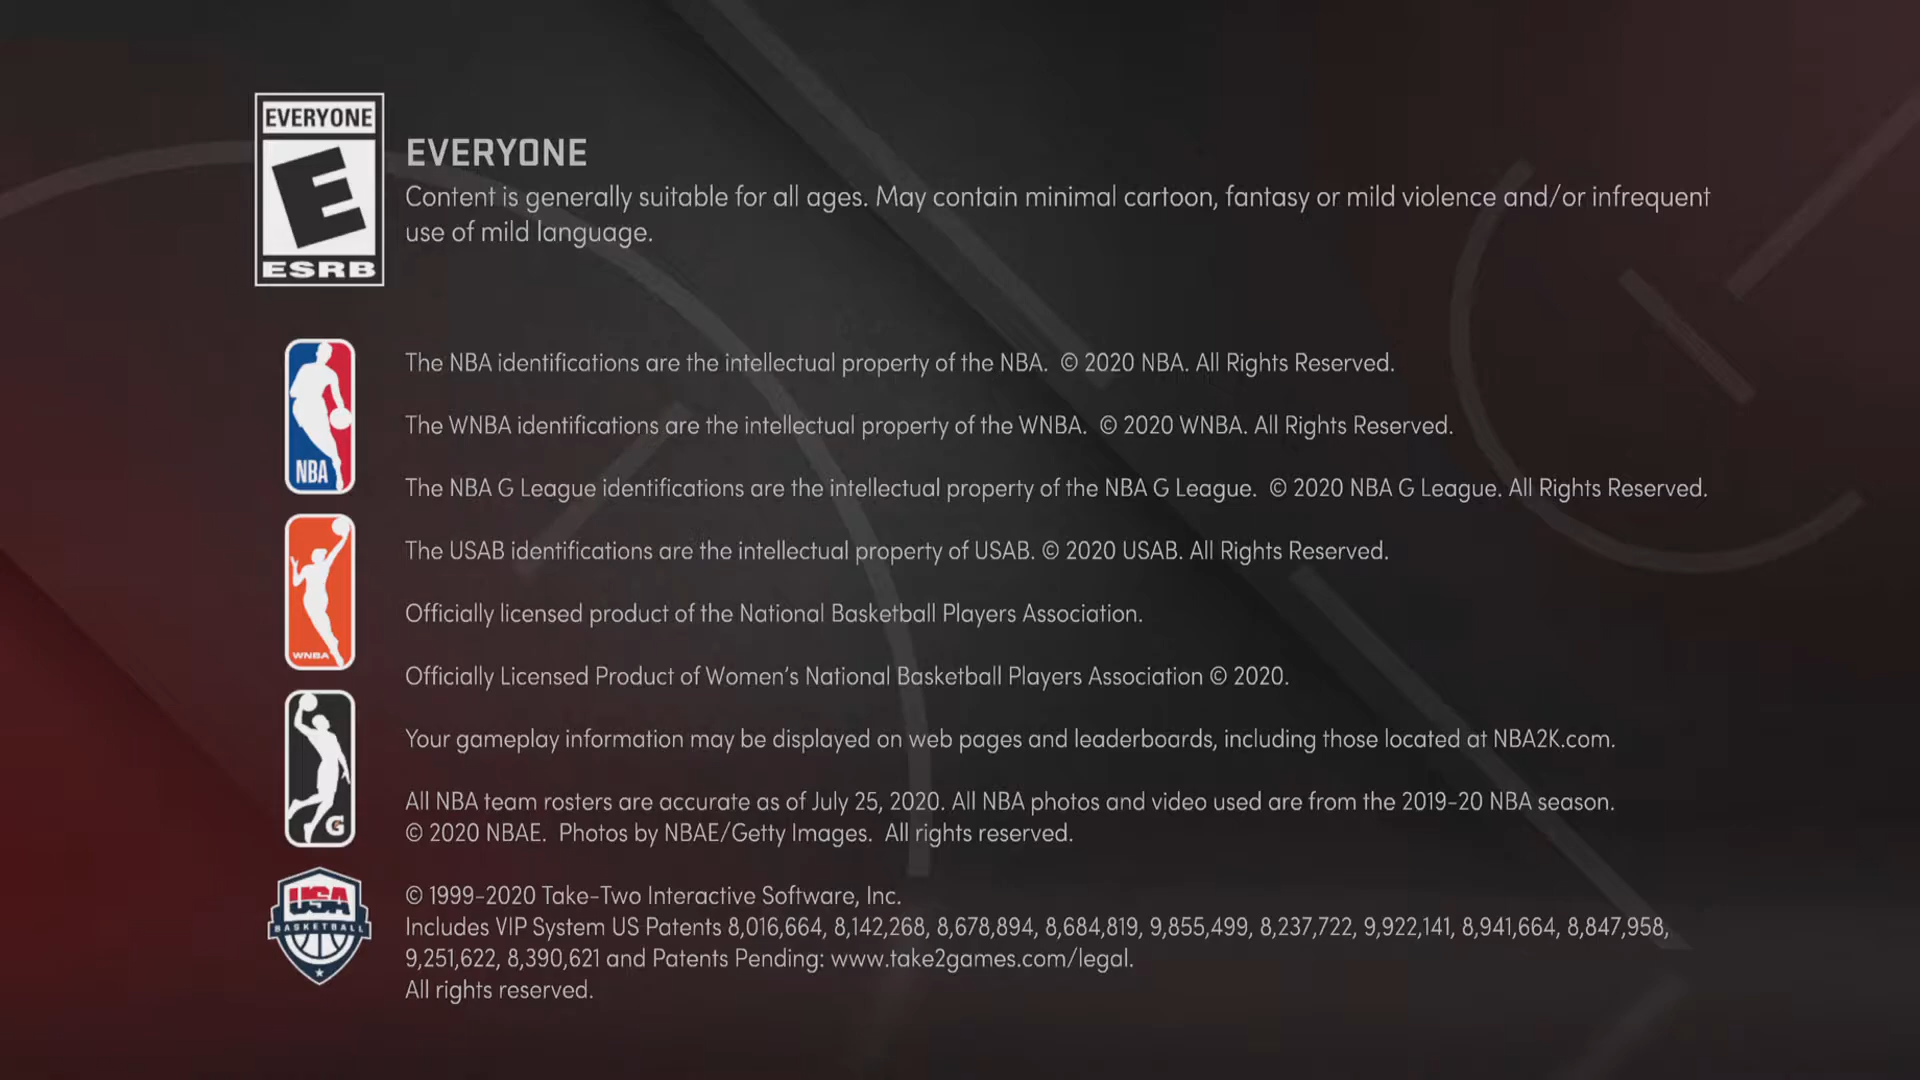 EVERYONE
E
ESRB
EVERYONE
Content is generally suitable for all ages. May contain minimal cartoon, fantasy or mild violence and/or infrequent
use of mild language.
NBA
The NBA identifications are the intellectual property of the NBA.  © 2020 NBA. All Rights Reserved.
The WNBA identifications are the intellectual property of the WNBA.  © 2020 WNBA. All Rights Reserved.
The NBA G League identifications are the intellectual property of the NBA G League.  © 2020 NBA G League. All Rights Reserved.
WNBA
The USAB identifications are the intellectual property of USAB. © 2020 USAB. All Rights Reserved.
Officially licensed product of the National Basketball Players Association.
Officially Licensed Product of Women's National Basketball Players Association © 2020.
G
Your gameplay information may be displayed on web pages and leaderboards, including those located at NBA2K.com.
All NBA team rosters are accurate as of July 25, 2020. All NBA photos and video used are from the 2019-20 NBA season.
© 2020 NBAE.  Photos by NBAE/Getty Images.  All rights reserved.
USA
BASKETBALL
© 1999-2020 Take-Two Interactive Software, Inc.
Includes VIP System US Patents 8,016,664, 8,142,268, 8,678,894, 8,684,819, 9,855,499, 8,237,722, 9,922,141, 8,941,664, 8,847,958,
9,251,622, 8,390,621 and Patents Pending: www.take2games.com/legal.
All rights reserved.